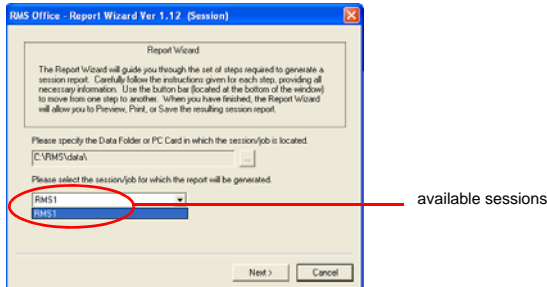 RMS Office - Report Wizard Ver 1.12 (Session)
Report Wizard
The Report Wizard will guide you through the set of steps required to generate a
session report. Carefully follow the instructions given for each step, providing all
necessary information. Use the button bar (located at the bottom of the window)
to move from one step to another. When you have finished, the Report Wizard
will allow you to Preview, Print, or Save the resulting session report.
Please specify the Data Folder or PC Card in which the session/job is located.
C:\RMS\data\
...
Please select the session/job for which the report will be generated.
RMS1
RMS1
available sessions
Next >
Cancel